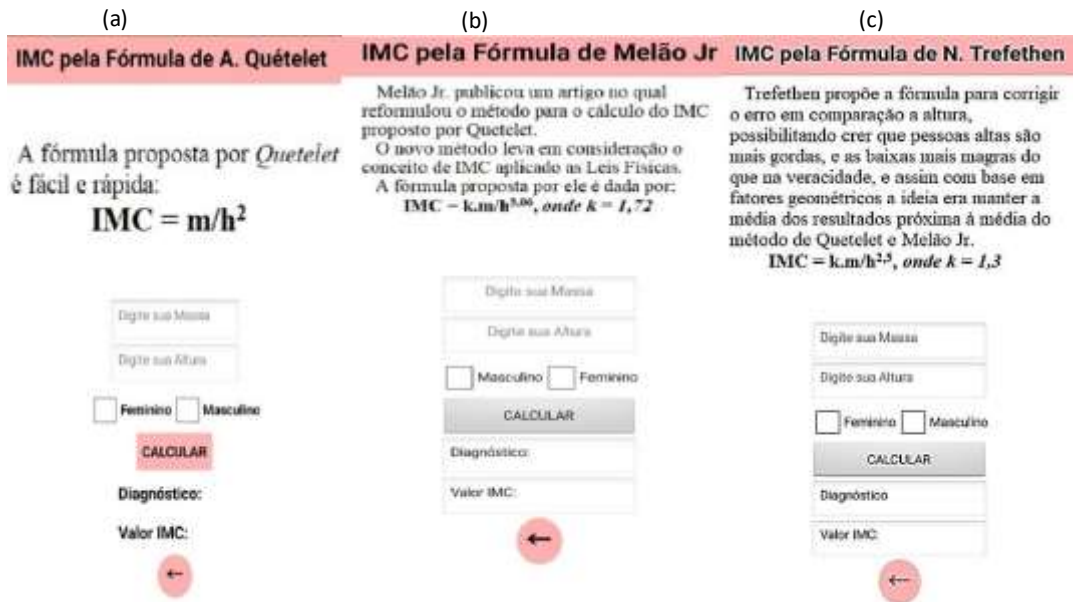 (a)
IMC pela Fórmula de A. Quételet
A fórmula proposta por Quetelet
é fácil e rápida:
IMC = m/h²
Digite sua Massa
Digite sua Altura
Feminino Masculino
CALCULAR
Diagnóstico:
Valor IMC:
←
(b)
IMC pela Fórmula de Melão Jr
Melão Jr. publicou um artigo no qual
reformulou o método para o cálculo do IMC
proposto por Quetelet.
O novo método leva em consideração o
conceito de IMC aplicado as Leis Físicas.
A fórmula proposta por ele é dada por:
IMC = k.m/h³,⁰⁶, onde k = 1,72
Digite sua Massa
Digite sua Altura
Masculino Feminino
CALCULAR
Diagnóstico:
Valor IMC:
←
(c)
IMC pela Fórmula de N. Trefethen
Trefethen propõe a fórmula para corrigir
o erro em comparação a altura,
possibilitando crer que pessoas altas são
mais gordas, e as baixas mais magras do
que na veracidade, e assim com base em
fatores geométricos a ideia era manter a
média dos resultados próxima à média do
método de Quetelet e Melão Jr.
IMC = k.m/h²,⁵, onde k = 1,3
Digite sua Massa
Digite sua Altura
Feminino Masculino
CALCULAR
Diagnóstico
Valor IMC:
←